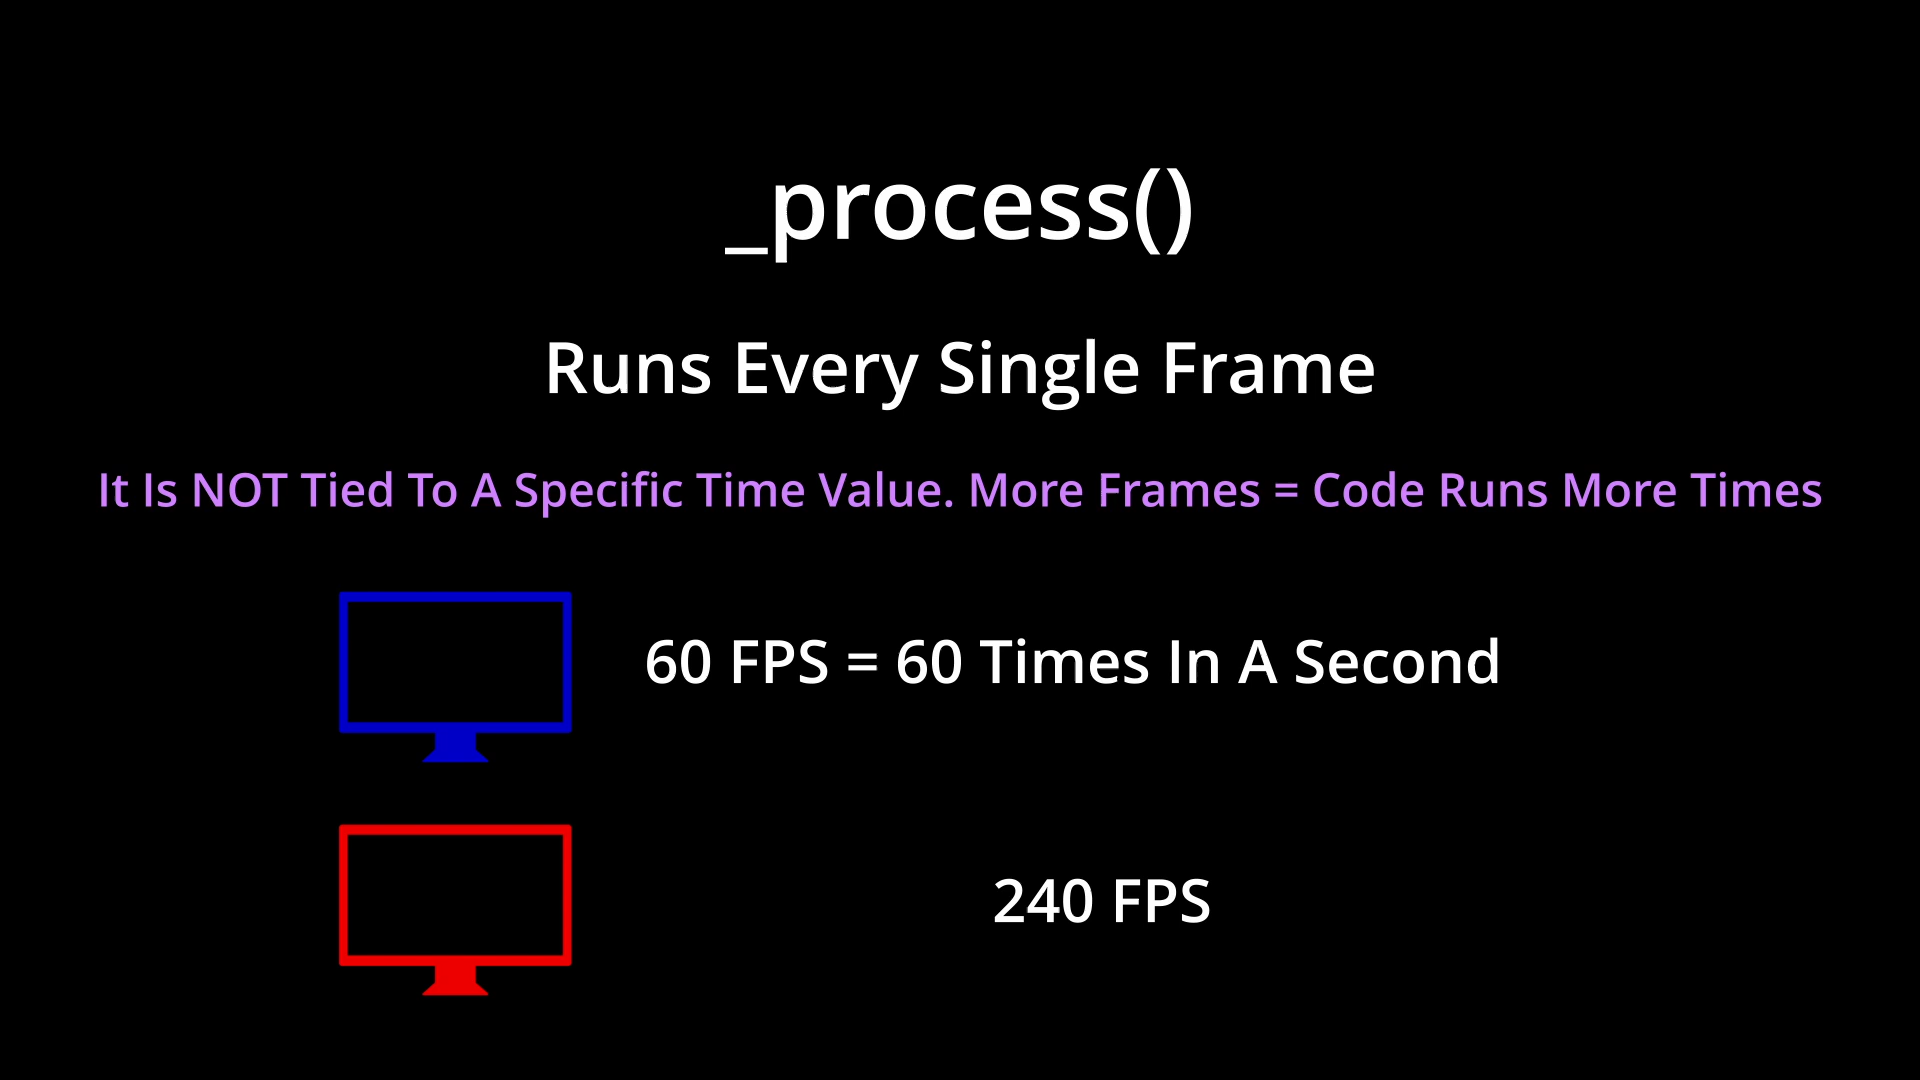 _process()
Runs Every Single Frame
It Is NOT Tied To A Specific Time Value. More Frames = Code Runs More Times
60 FPS = 60 Times In A Second
240 FPS